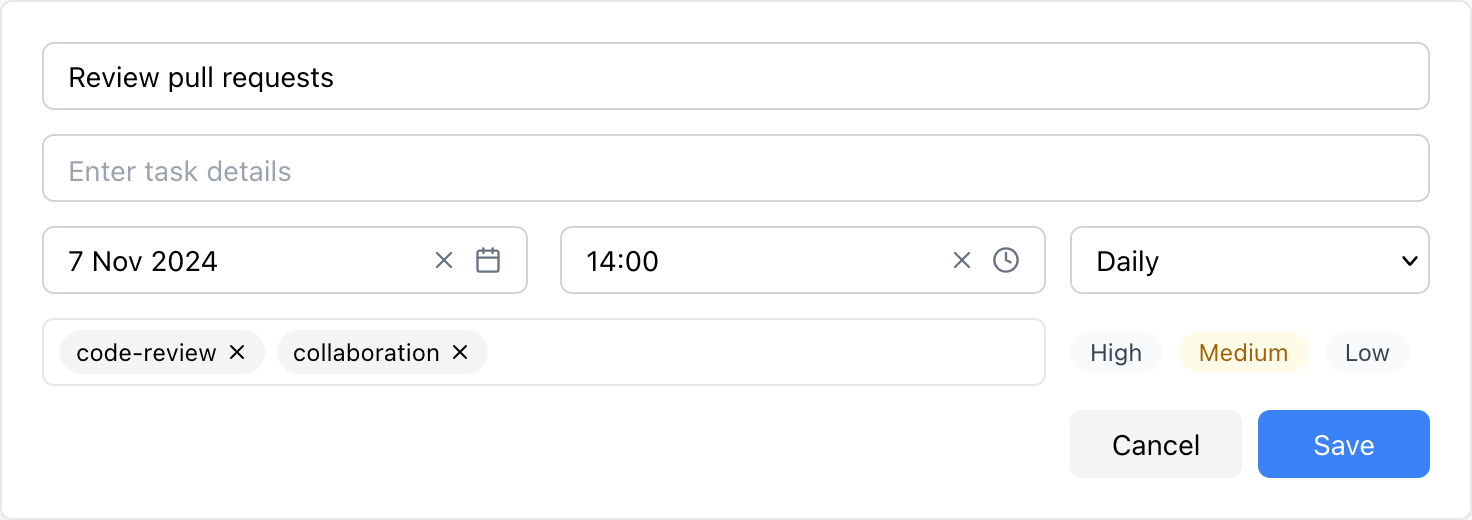 Review pull requests
Enter task details
7 Nov 2024 14:00 Daily
code-review collaboration High Medium Low
Cancel Save